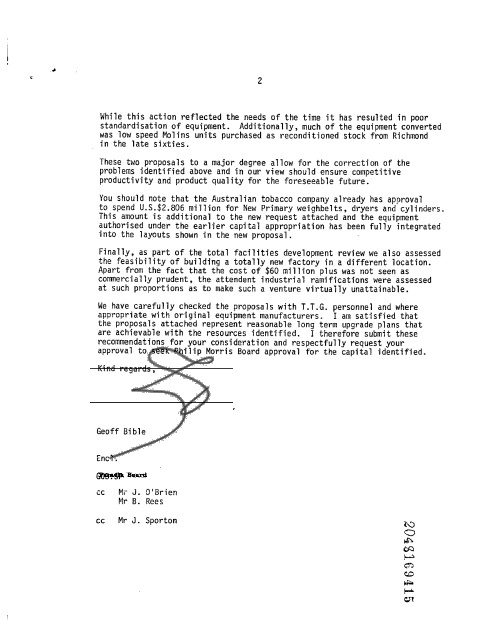 2
While this action reflected the needs of the time it has resulted in poor
standardisation of equipment. Additionally, much of the equipment converted
was low speed Molins units purchased as reconditioned stock from Richmond
in the late sixties.
These two proposals to a major degree allow for the correction of the
problems identified above and in our view should ensure competitive
productivity and product quality for the foreseeable future.
You should note that the Australian tobacco company already has approval
to spend U.S.$2.806 million for New Primary weighbelts, dryers and cylinders.
This amount is additional to the new request attached and the equipment
authorised under the earlier capital appropriation has been fully integrated
into the layouts shown in the new proposal.
Finally, as part of the total facilities development review we also assessed
the feasibility of building a totally new factory in a different location.
Apart from the fact that the cost of $60 million plus was not seen as
commercially prudent, the attendent industrial ramifications were assessed
at such proportions as to make such a venture virtually unattainable.
We have carefully checked the proposals with T.T.G. personnel and where
appropriate with original equipment manufacturers. I am satisfied that
the proposals attached represent reasonable long term upgrade plans that
are achievable with the resources identified. I therefore submit these
recommendations for your consideration and respectfully request your
approval to seek Philip Morris Board approval for the capital identified.
Kind regards,
Geoff Bible
Encl.
Board
cc Mr J. O'Brien
Mr B. Rees
cc Mr J. Sporton
2048169415